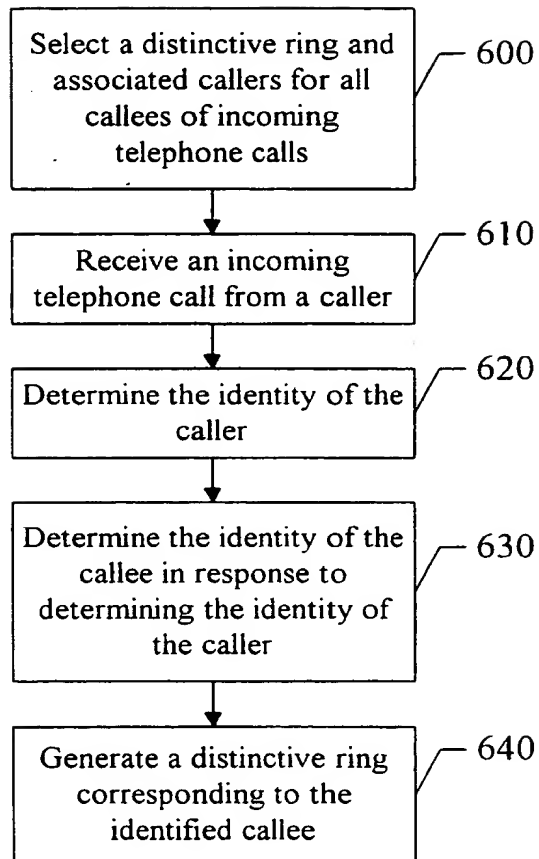 Select a distinctive ring and
associated callers for all
callees of incoming
telephone calls
600
Receive an incoming
telephone call from a caller
610
Determine the identity of the
caller
620
Determine the identity of the
callee in response to
determining the identity of
the caller
630
Generate a distinctive ring
corresponding to the
identified callee
640